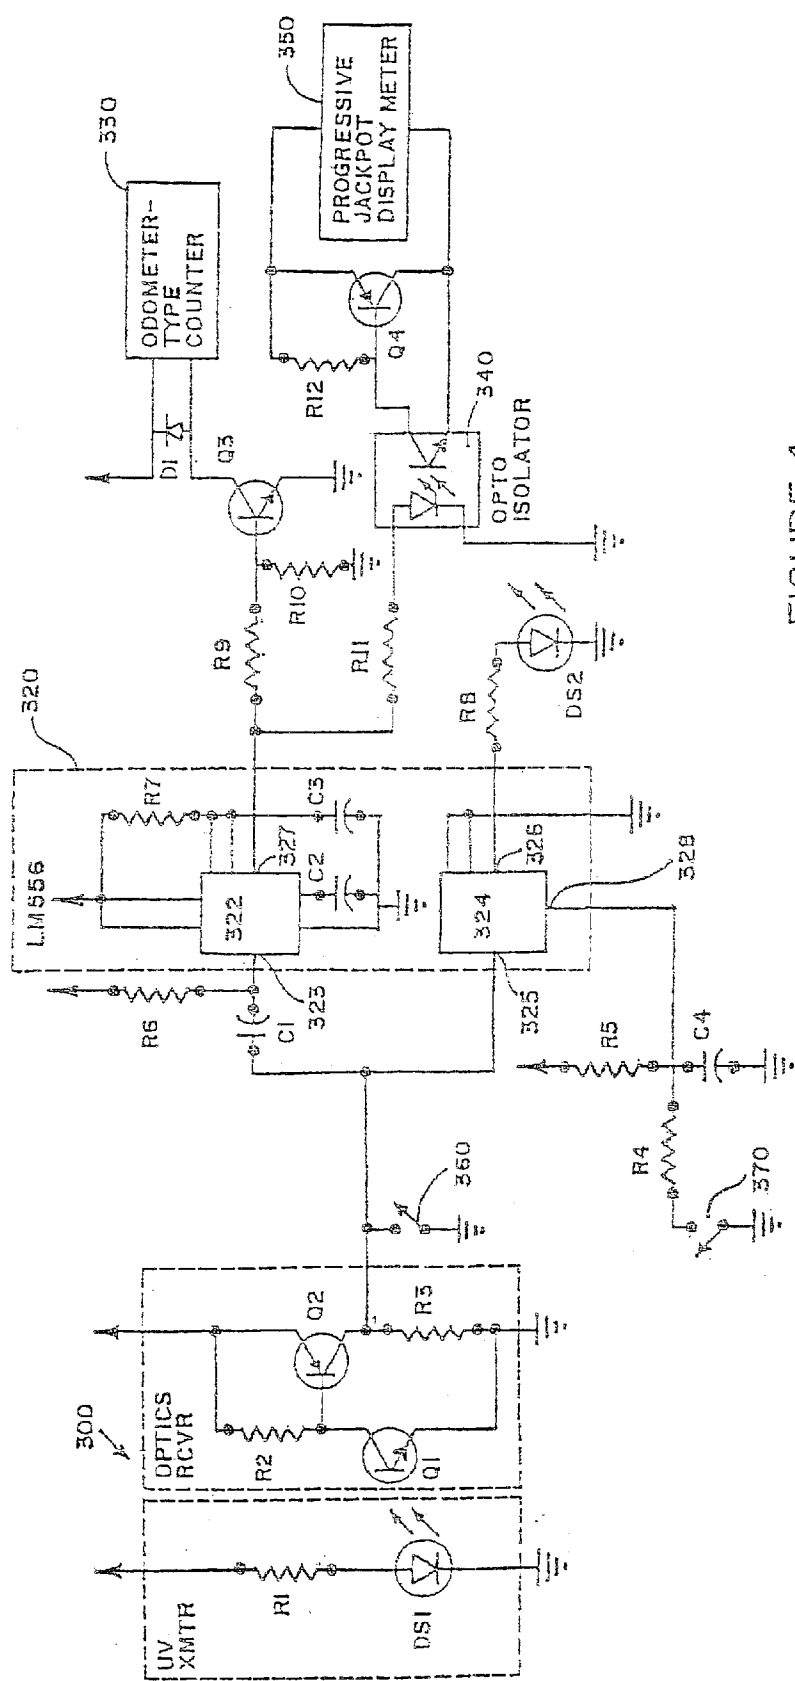 300
UV
XMTR
R1
DS1
OPTICS
RCVR
R2
Q1
Q2
R3
360
370
R4
R5
C4
R6
C1
323
325
LM556
320
322
324
R7
C2
C3
327
326
328
R8
DS2
R9
R10
R11
D1
Q3
330
ODOMETER-
TYPE
COUNTER
OPTO
ISOLATOR
340
R12
Q4
350
PROGRESSIVE
JACKPOT
DISPLAY METER